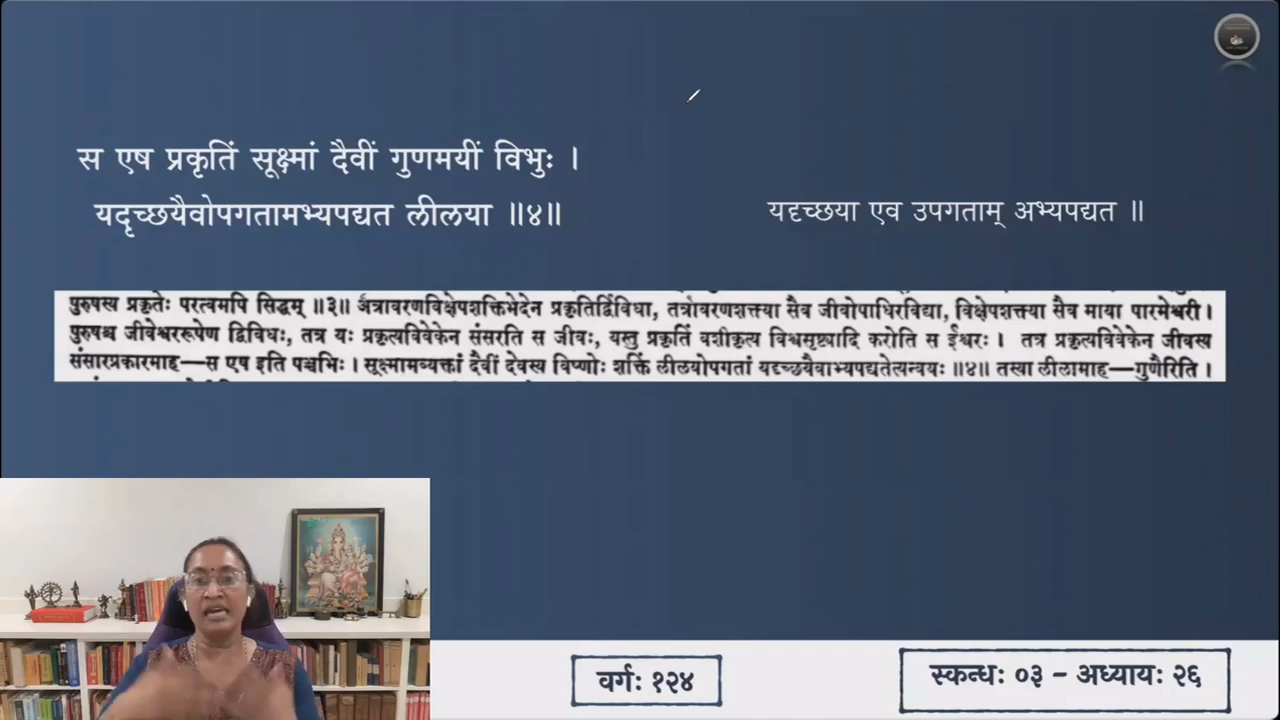 स एष प्रकृतिं सूक्ष्मां दैवीं गुणमयीं विभुः ।
यदृच्छयैवोपगतामभ्यपद्यत लीलया ॥४॥
यदृच्छया एव उपगताम् अभ्यपद्यत ॥
पुरुषस्य प्रकृतेः परत्वमपि सिद्धम् ॥३॥ अत्रावरणविक्षेपशक्तिभेदेन प्रकृतिर्द्विविधा, तत्रावरणशक्त्या सैव जीवोपाधिरविद्या, विक्षेपशक्त्या सैव माया पारमेश्वरी ।
पुरुषश्च जीवेश्वररूपेण द्विविधः, तत्र यः प्रकृत्यविवेकेन संसरति स जीवः, यस्तु प्रकृतिं वशीकृत्य विश्वसृष्ट्यादि करोति स ईश्वरः । तत्र प्रकृत्यविवेकेन जीवस्य
संसारप्रकारमाह—स एष इति पञ्चभिः । सूक्ष्मामव्यक्तां दैवीं देवस्य विष्णोः शक्तिं लीलयोपगतां यदृच्छयैवाभ्यपद्यतेत्यन्वयः ॥४॥ तस्या लीलामाह—गुणैरिति ।
वर्गः १२४
स्कन्धः ०३ - अध्यायः २६